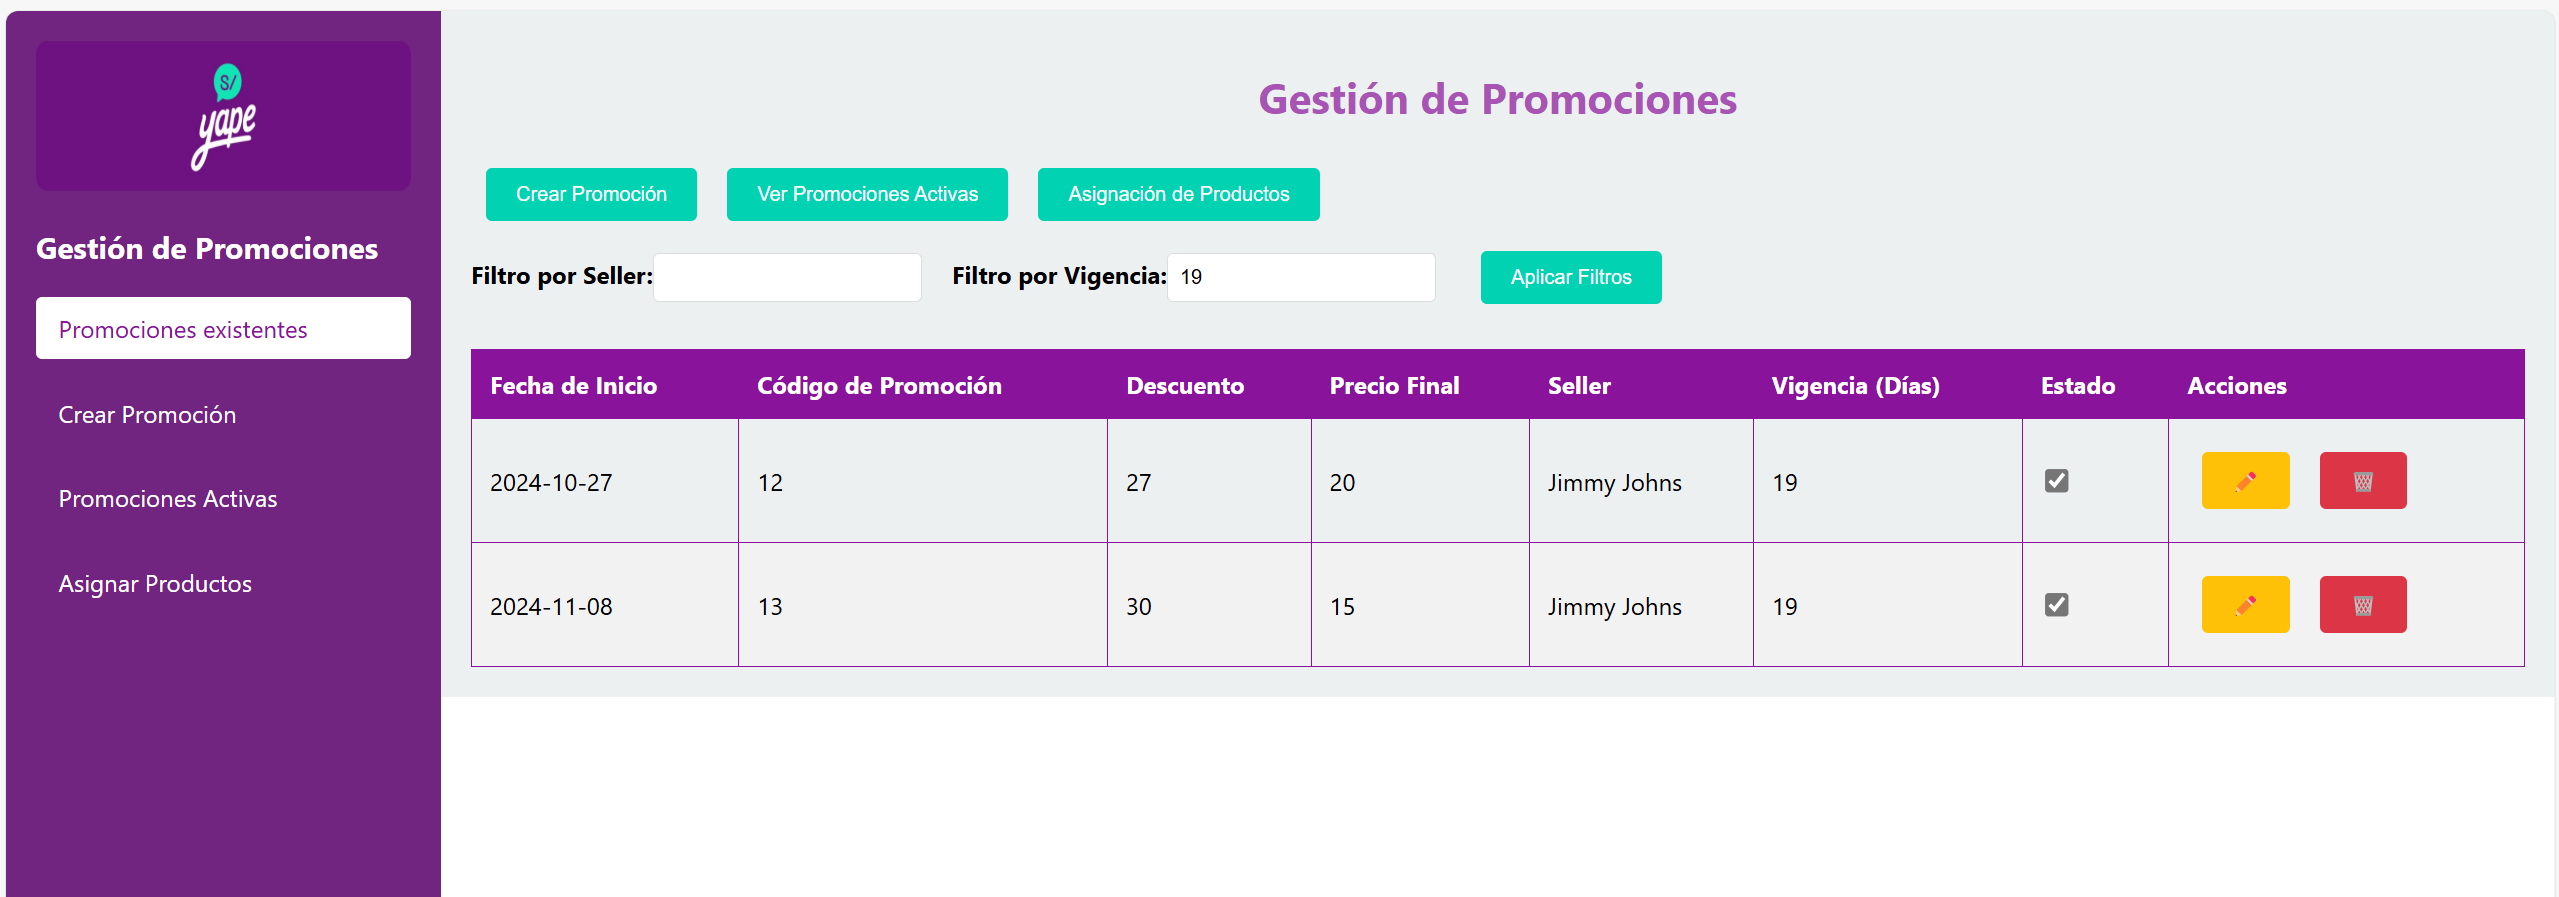 S/
yape
Gestión de Promociones
Promociones existentes
Crear Promoción
Promociones Activas
Asignar Productos
Gestión de Promociones
Crear Promoción Ver Promociones Activas Asignación de Productos
Filtro por Seller: Filtro por Vigencia: 19 Aplicar Filtros
Fecha de Inicio Código de Promoción Descuento Precio Final Seller Vigencia (Días) Estado Acciones
2024-10-27 12 27 20 Jimmy Johns 19
2024-11-08 13 30 15 Jimmy Johns 19